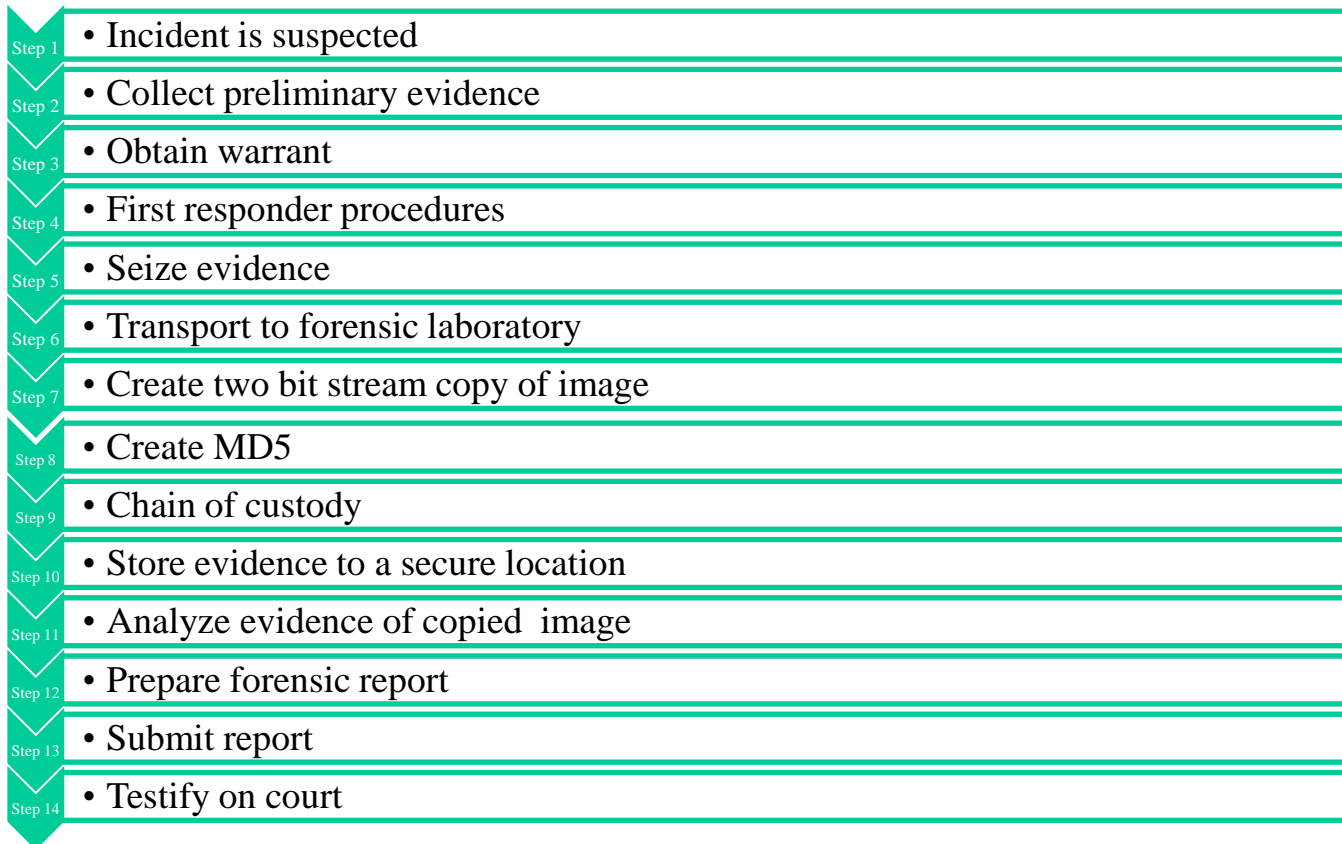 Step 1 • Incident is suspected
Step 2 • Collect preliminary evidence
Step 3 • Obtain warrant
Step 4 • First responder procedures
Step 5 • Seize evidence
Step 6 • Transport to forensic laboratory
Step 7 • Create two bit stream copy of image
Step 8 • Create MD5
Step 9 • Chain of custody
Step 10 • Store evidence to a secure location
Step 11 • Analyze evidence of copied  image
Step 12 • Prepare forensic report
Step 13 • Submit report
Step 14 • Testify on court